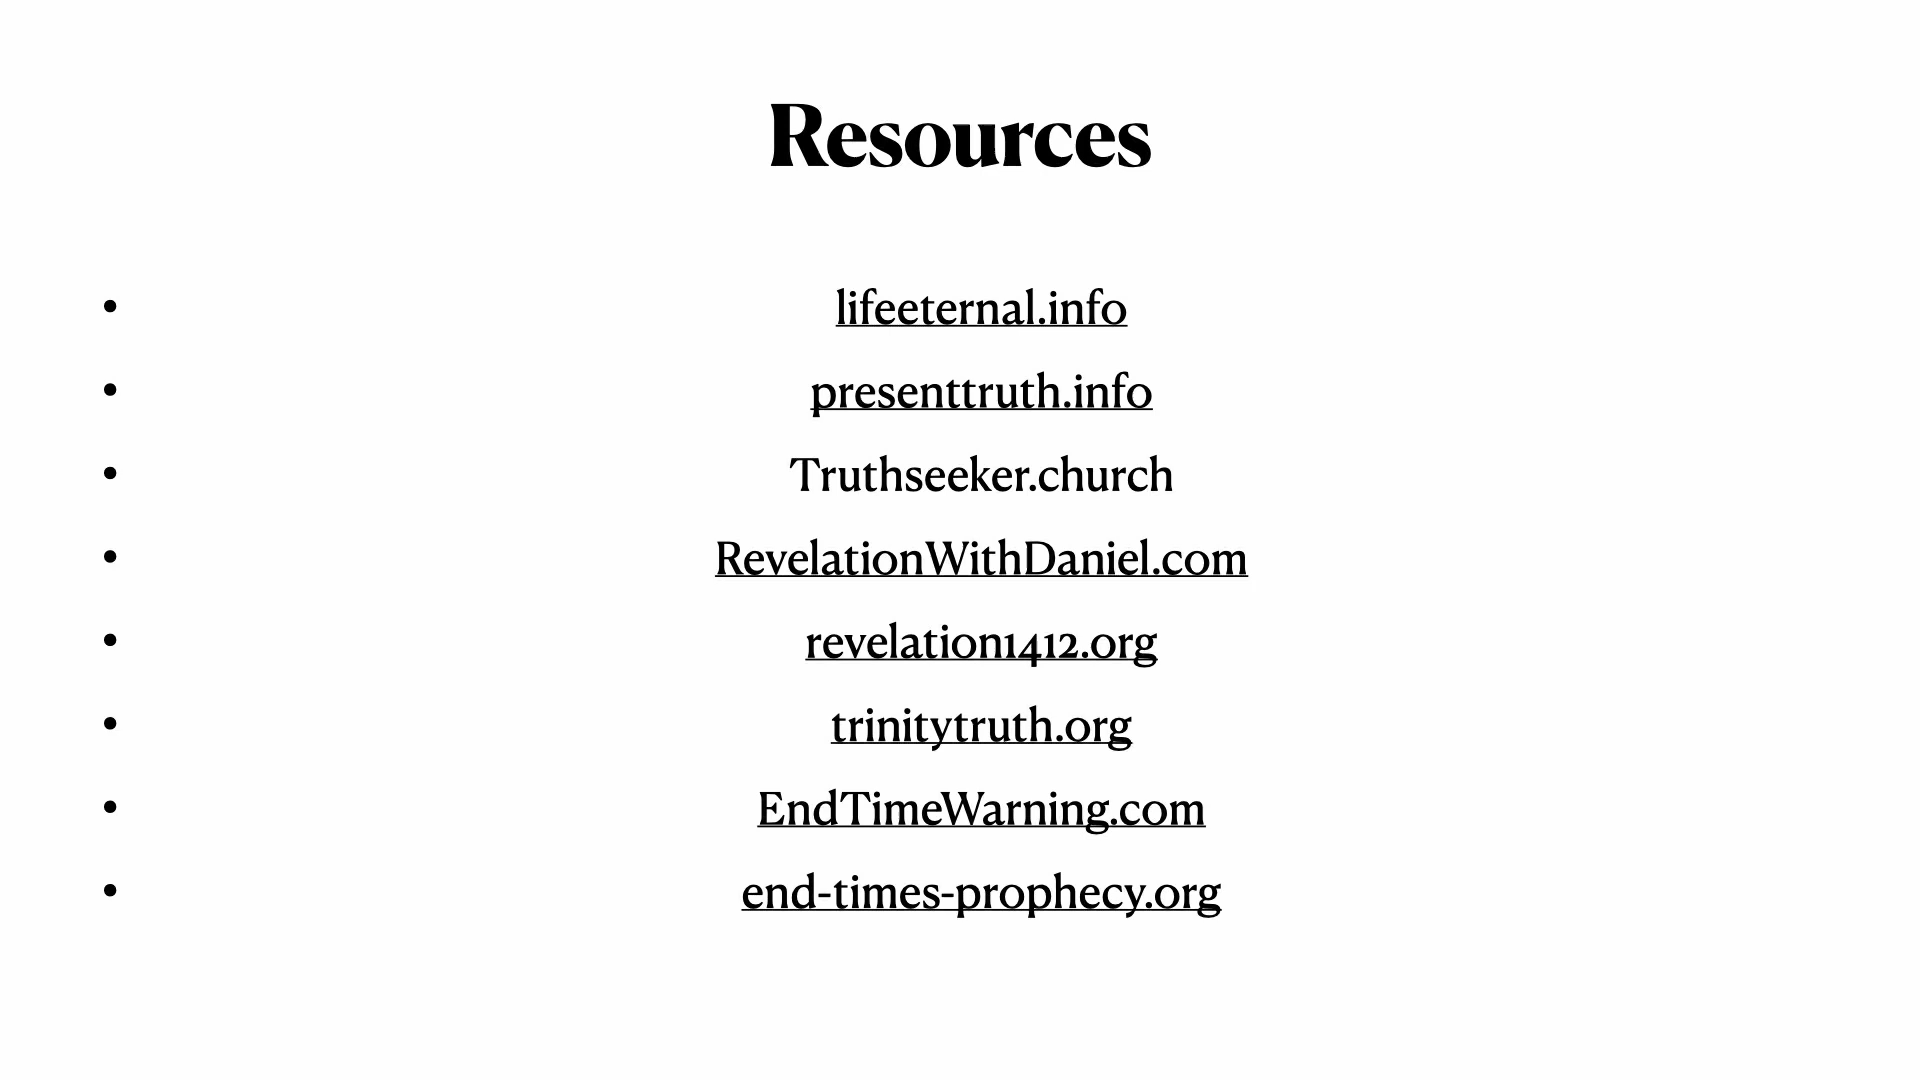 Resources
• lifeeternal.info
• presenttruth.info
• Truthseeker.church
• RevelationWithDaniel.com
• revelation1412.org
• trinitytruth.org
• EndTimeWarning.com
• end-times-prophecy.org